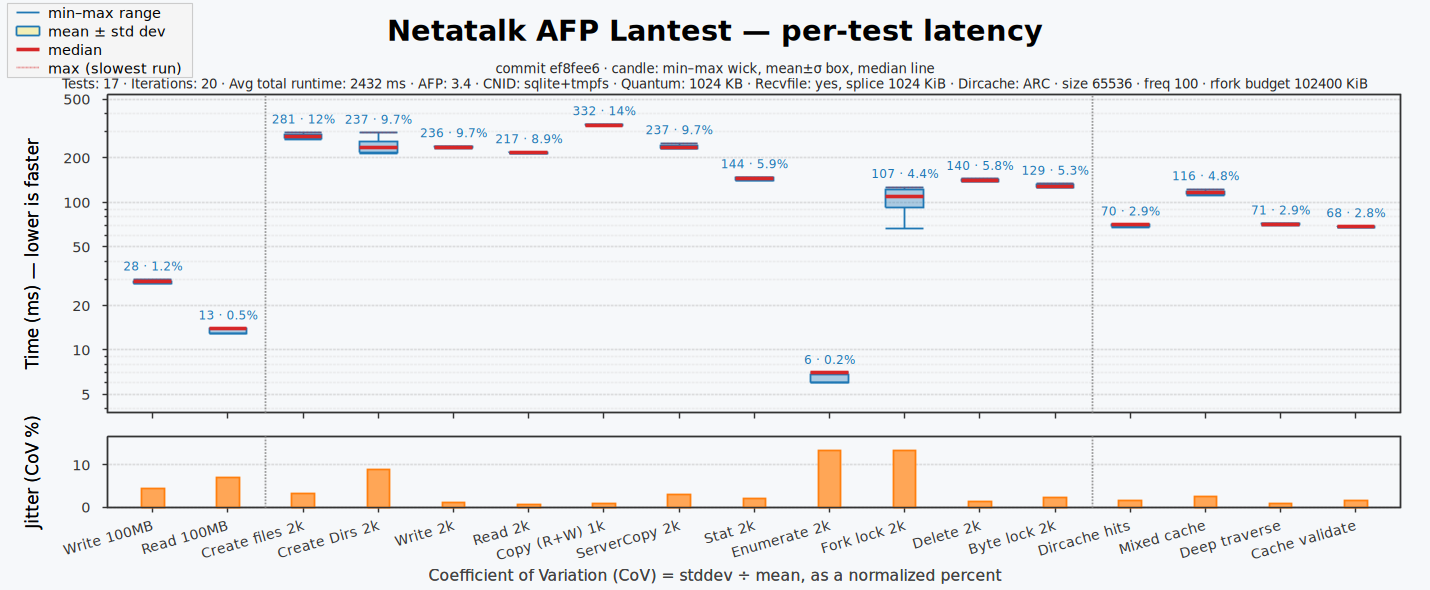 min–max range
mean ± std dev
median
max (slowest run)
Netatalk AFP Lantest — per-test latency
commit ef8fee6 · candle: min–max wick, mean±σ box, median line
Tests: 17 · Iterations: 20 · Avg total runtime: 2432 ms · AFP: 3.4 · CNID: sqlite+tmpfs · Quantum: 1024 KB · Recvfile: yes, splice 1024 KiB · Dircache: ARC · size 65536 · freq 100 · rfork budget 102400 KiB
Time (ms) — lower is faster
500
200
100
50
20
10
5
28 · 1.2%
13 · 0.5%
281 · 12%
237 · 9.7%
236 · 9.7%
217 · 8.9%
332 · 14%
237 · 9.7%
144 · 5.9%
6 · 0.2%
107 · 4.4%
140 · 5.8%
129 · 5.3%
70 · 2.9%
116 · 4.8%
71 · 2.9%
68 · 2.8%
Jitter (CoV %)
10
0
Write 100MB
Read 100MB
Create files 2k
Create Dirs 2k
Write 2k
Read 2k
Copy (R+W) 1k
ServerCopy 2k
Stat 2k
Enumerate 2k
Fork lock 2k
Delete 2k
Byte lock 2k
Dircache hits
Mixed cache
Deep traverse
Cache validate
Coefficient of Variation (CoV) = stddev ÷ mean, as a normalized percent